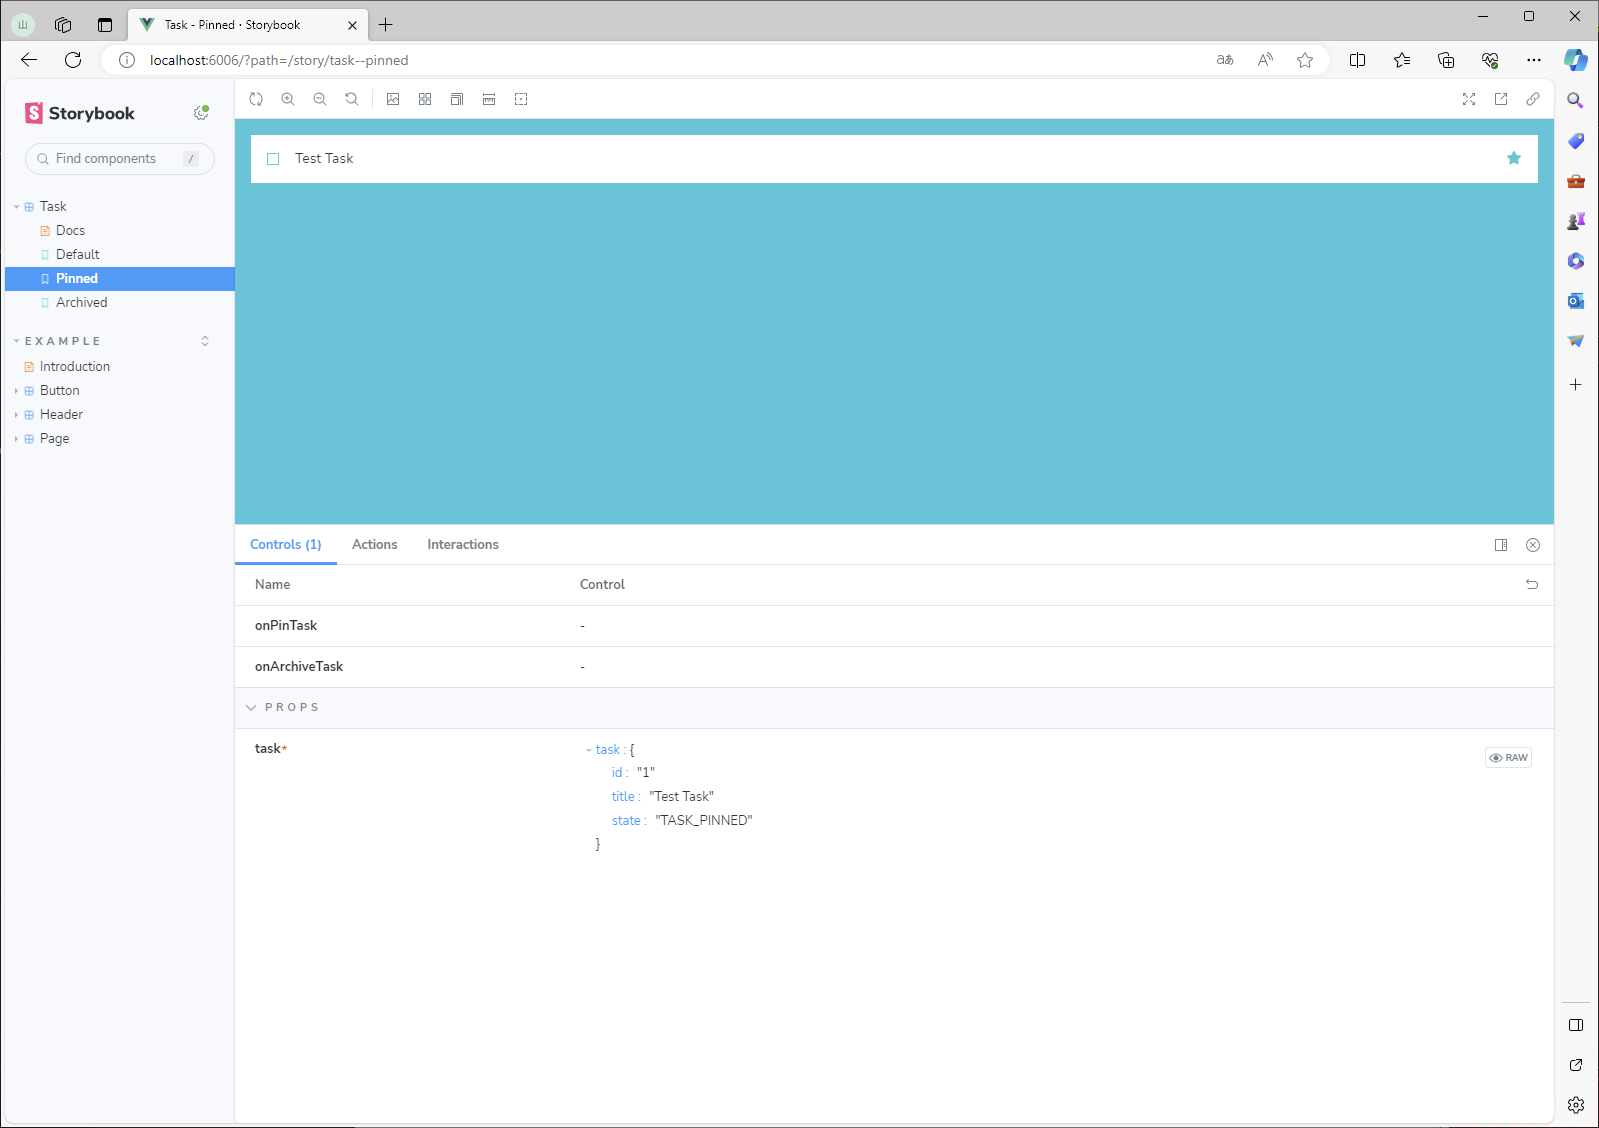 Ш
Task - Pinned · Storybook
localhost:6006/?path=/story/task--pinned
aあ
A
S Storybook
Find components /
Task
Docs
Default
Pinned
Archived
EXAMPLE
Introduction
Button
Header
Page
Test Task
Controls (1) Actions Interactions
Name Control
onPinTask -
onArchiveTask -
PROPS
task*
task : {
id : "1"
title : "Test Task"
state : "TASK_PINNED"
}
RAW